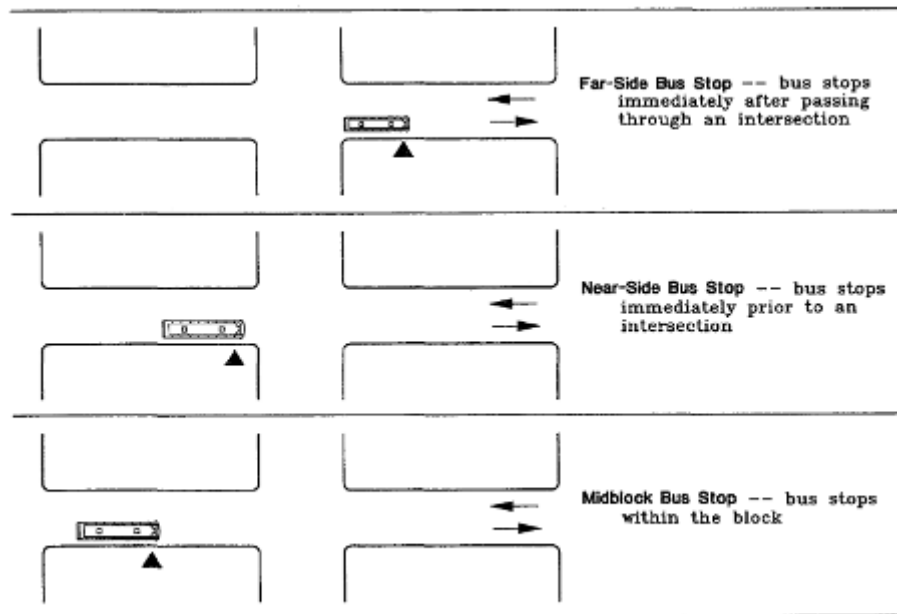 Far-Side Bus Stop -- bus stops
immediately after passing
through an intersection
Near-Side Bus Stop -- bus stops
immediately prior to an
intersection
Midblock Bus Stop -- bus stops
within the block